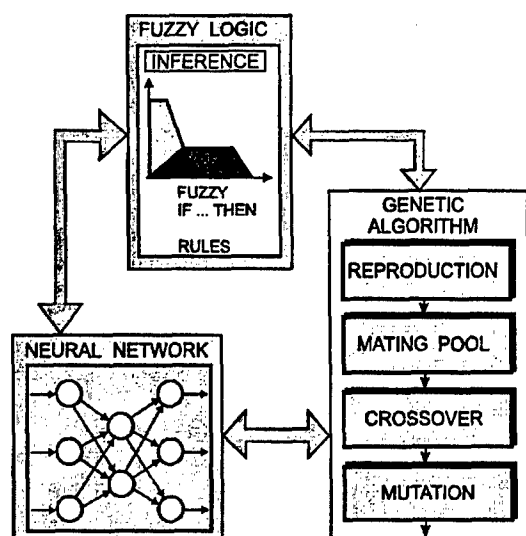 FUZZY LOGIC
INFERENCE
FUZZY
IF ... THEN
RULES
GENETIC
ALGORITHM
REPRODUCTION
MATING POOL
CROSSOVER
MUTATION
NEURAL NETWORK